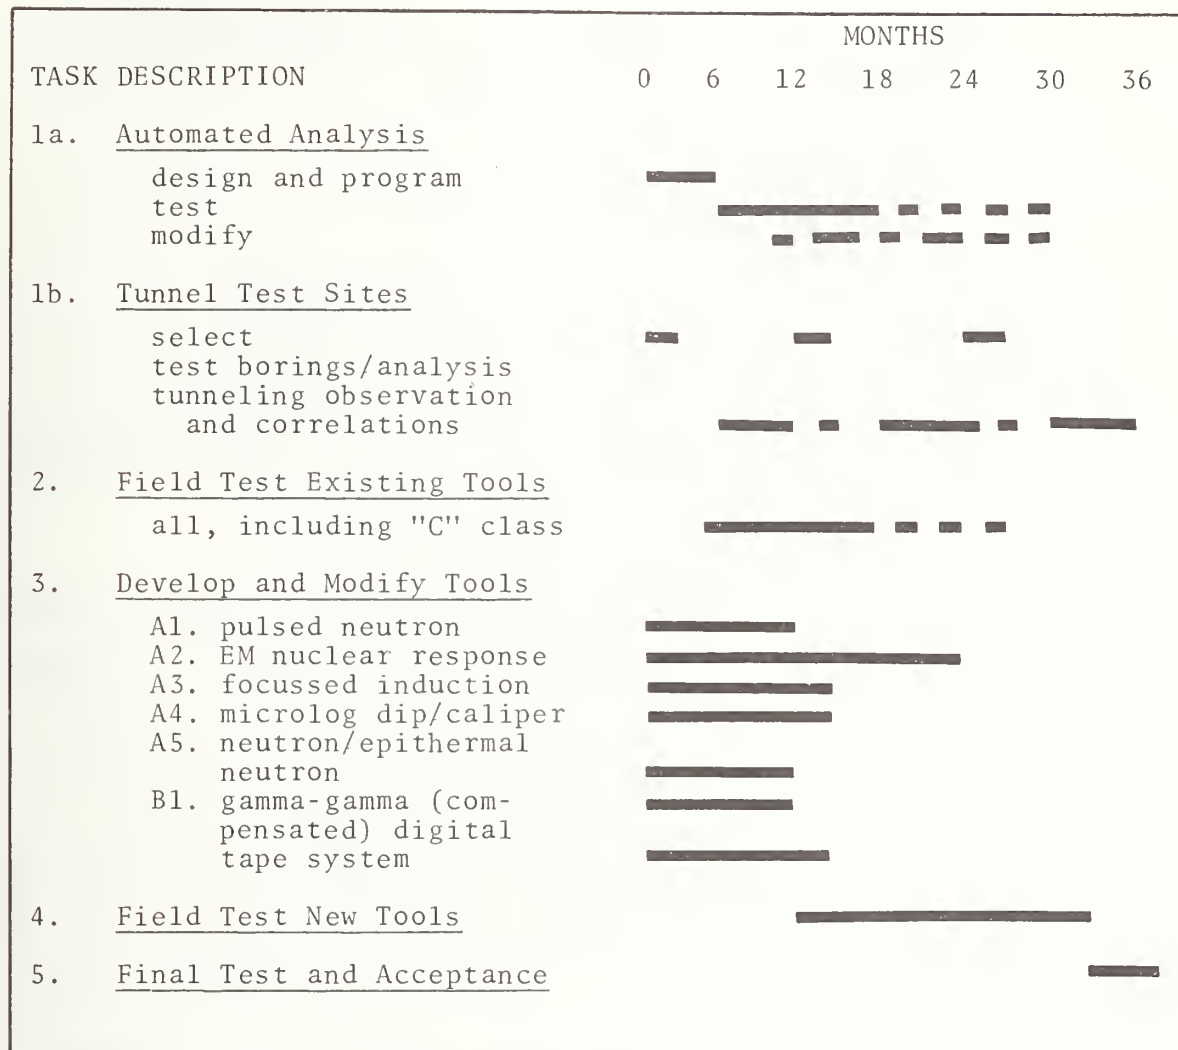 MONTHS
TASK DESCRIPTION 0 6 12 18 24 30 36
1a. Automated Analysis
design and program
test
modify
1b. Tunnel Test Sites
select
test borings/analysis
tunneling observation
and correlations
2. Field Test Existing Tools
all, including "C" class
3. Develop and Modify Tools
A1. pulsed neutron
A2. EM nuclear response
A3. focussed induction
A4. microlog dip/caliper
A5. neutron/epithermal
neutron
B1. gamma-gamma (com-
pensated) digital
tape system
4. Field Test New Tools
5. Final Test and Acceptance